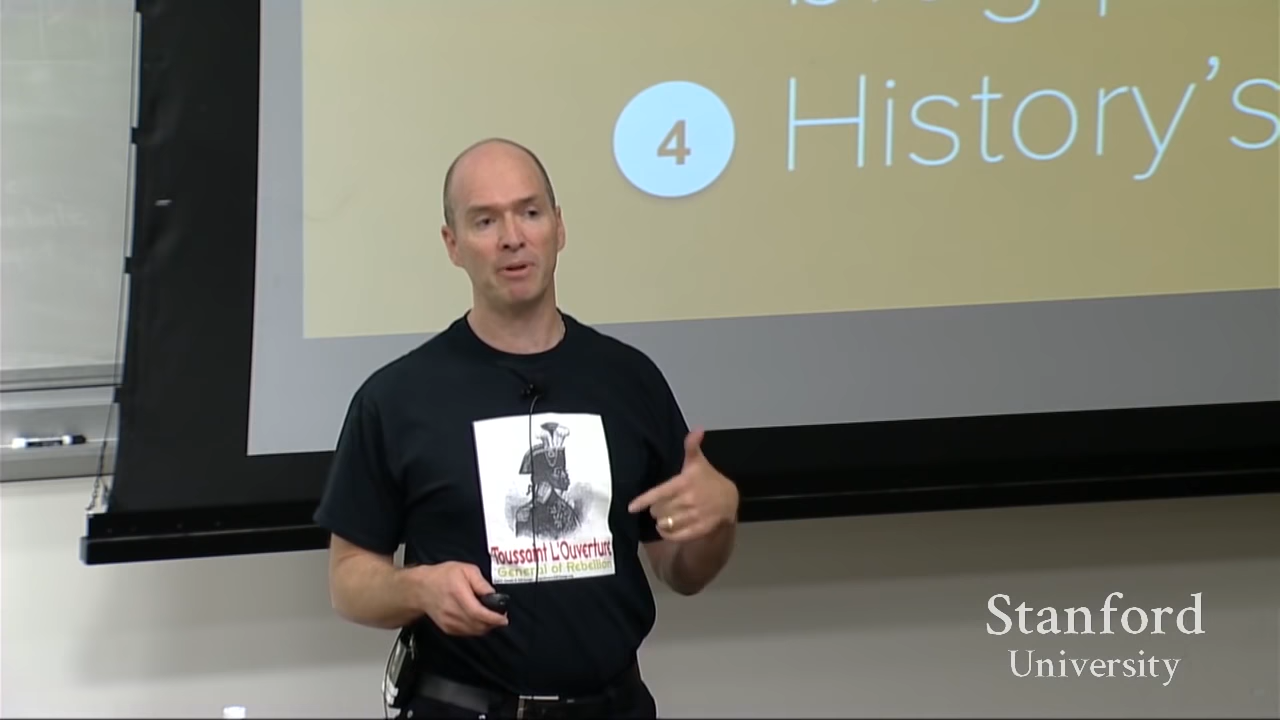 4 History's
Toussaint L'Ouverture
General of Rebellion
Stanford
University